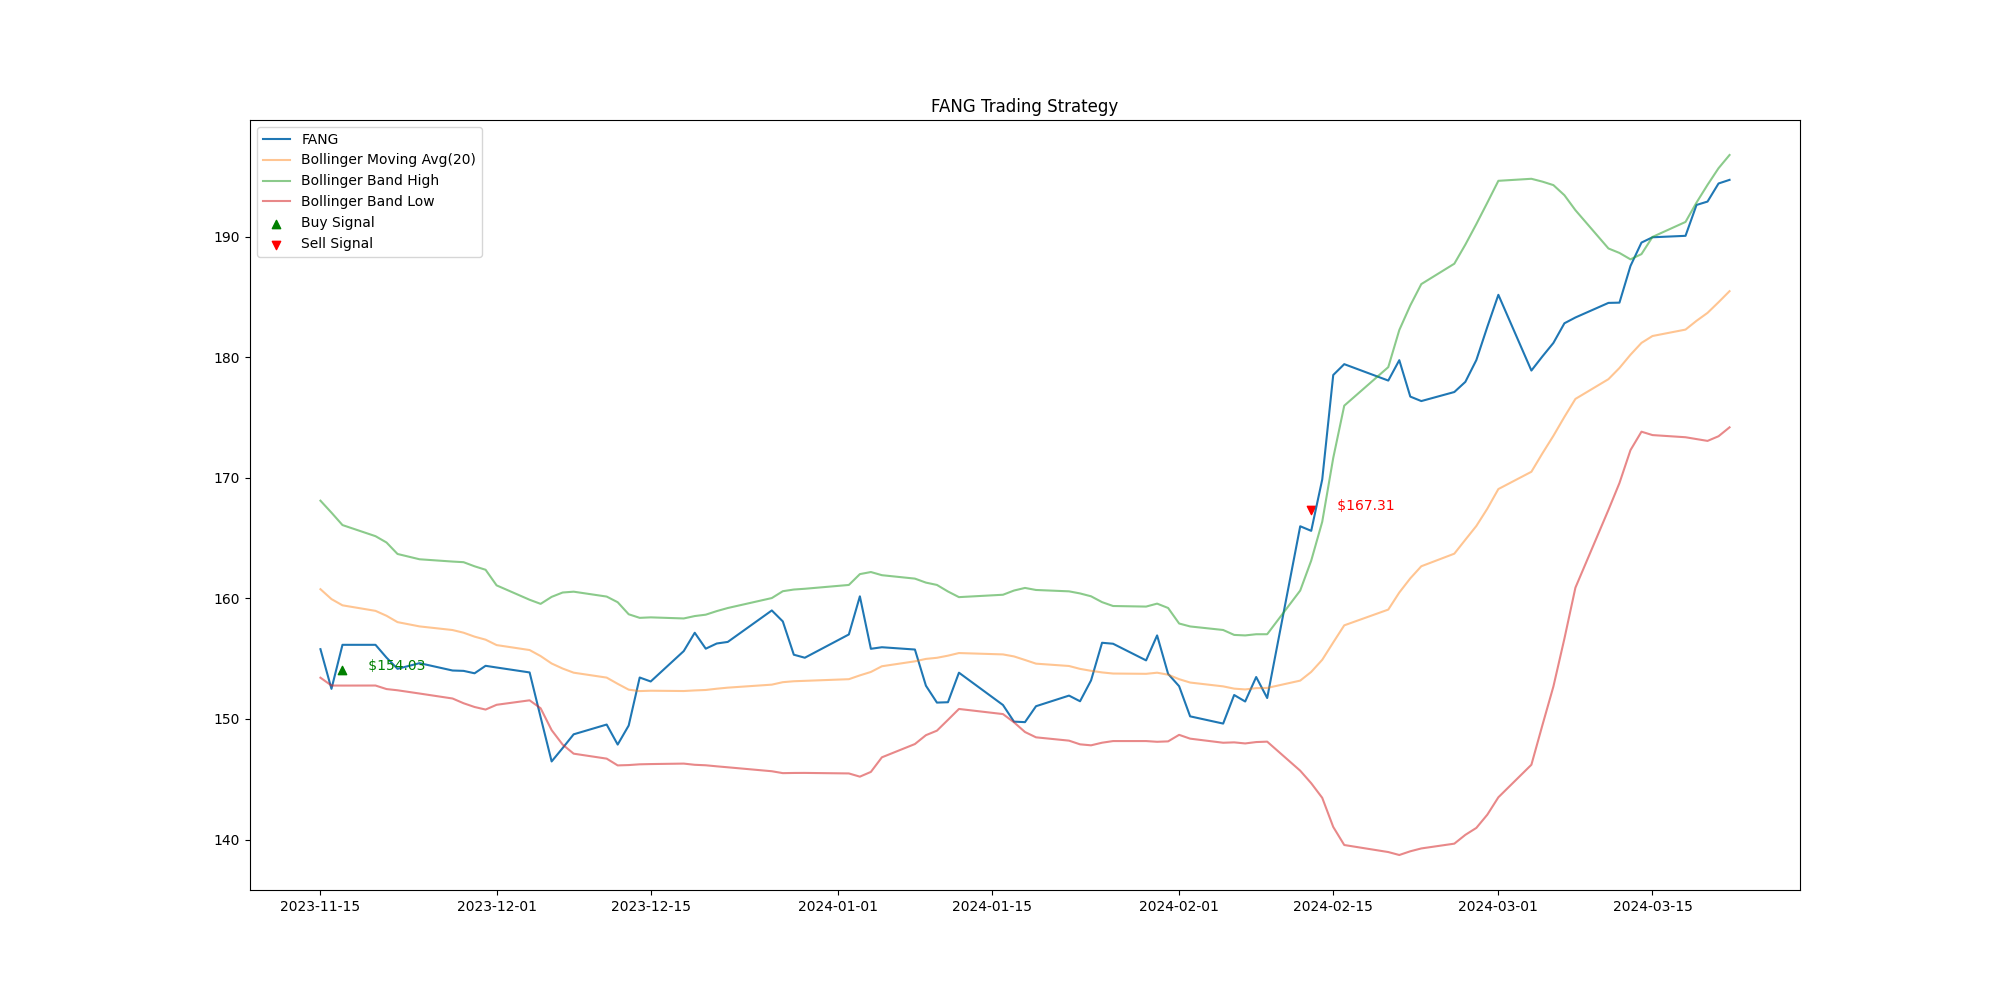 FANG Trading Strategy
FANG
Bollinger Moving Avg(20)
Bollinger Band High
Bollinger Band Low
Buy Signal
Sell Signal
190
180
170
160
150
140
$167.31
$154.03
2023-11-15 2023-12-01 2023-12-15 2024-01-01 2024-01-15 2024-02-01 2024-02-15 2024-03-01 2024-03-15